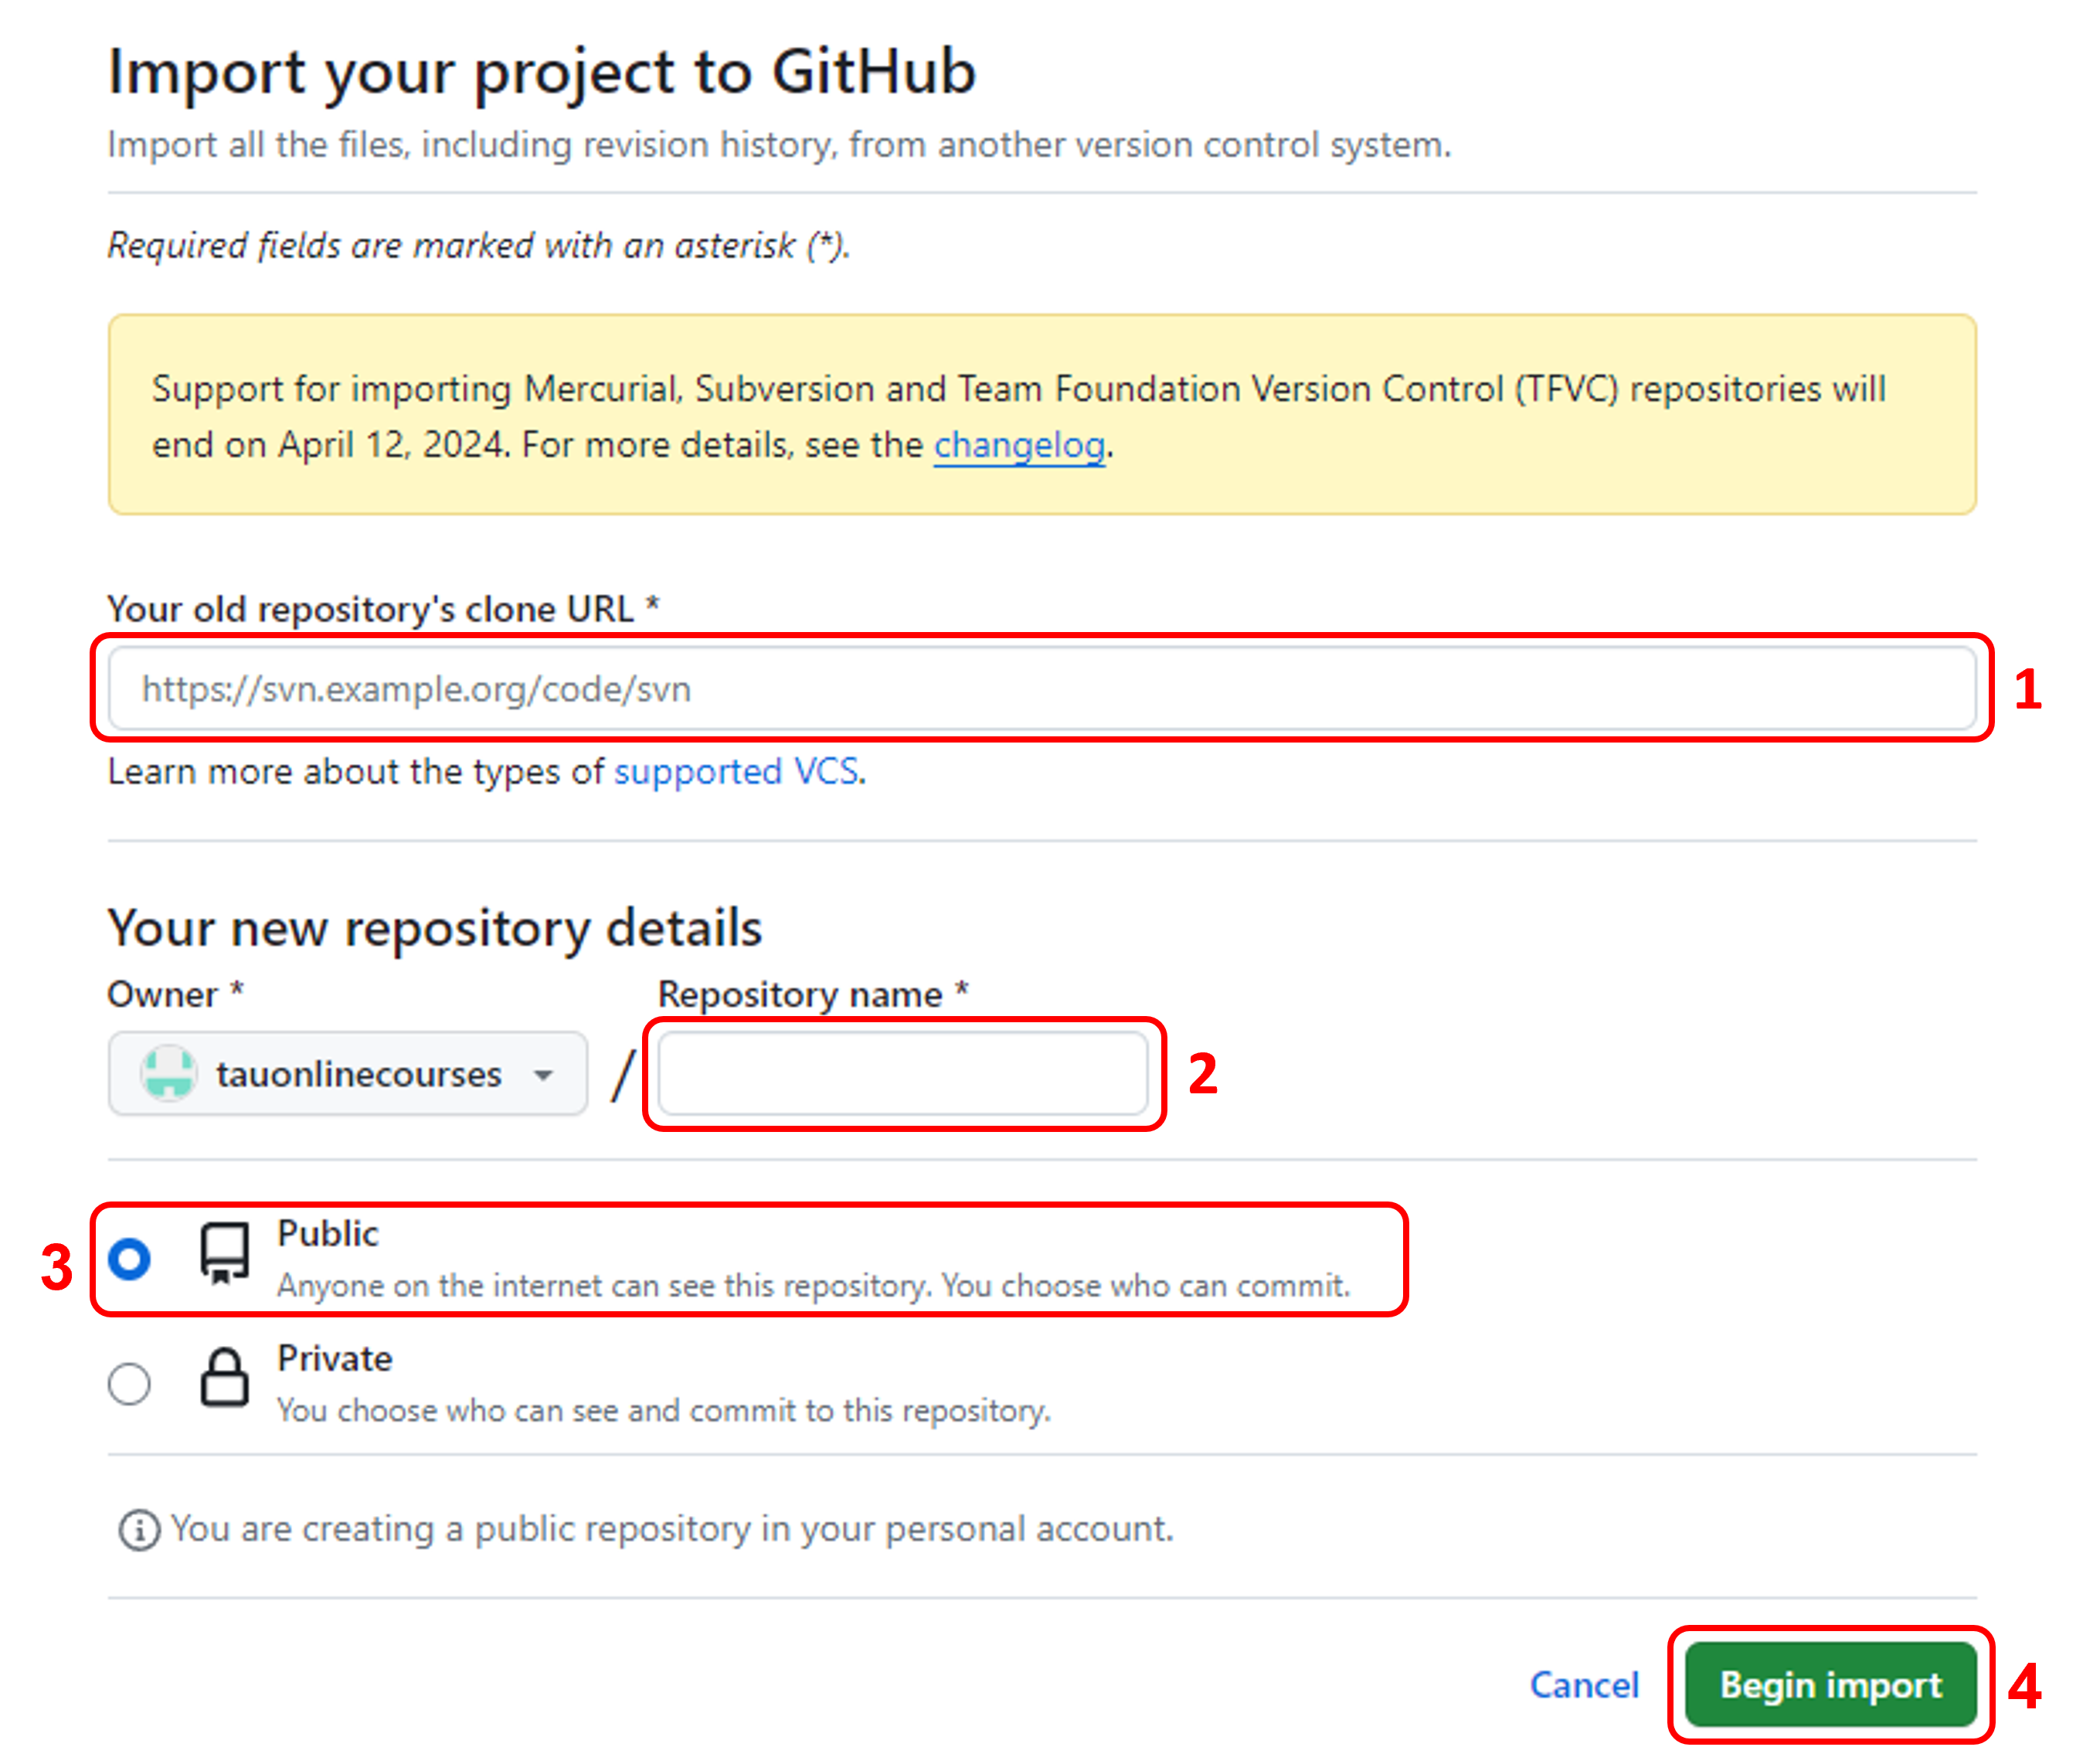 Import your project to GitHub
Import all the files, including revision history, from another version control system.
Required fields are marked with an asterisk (*).
Support for importing Mercurial, Subversion and Team Foundation Version Control (TFVC) repositories will
end on April 12, 2024. For more details, see the changelog.
Your old repository's clone URL *
https://svn.example.org/code/svn 1
Learn more about the types of supported VCS.
Your new repository details
Owner * Repository name *
tauonlinecourses / 2
Public
3 Anyone on the internet can see this repository. You choose who can commit.
Private
You choose who can see and commit to this repository.
You are creating a public repository in your personal account.
Cancel Begin import 4